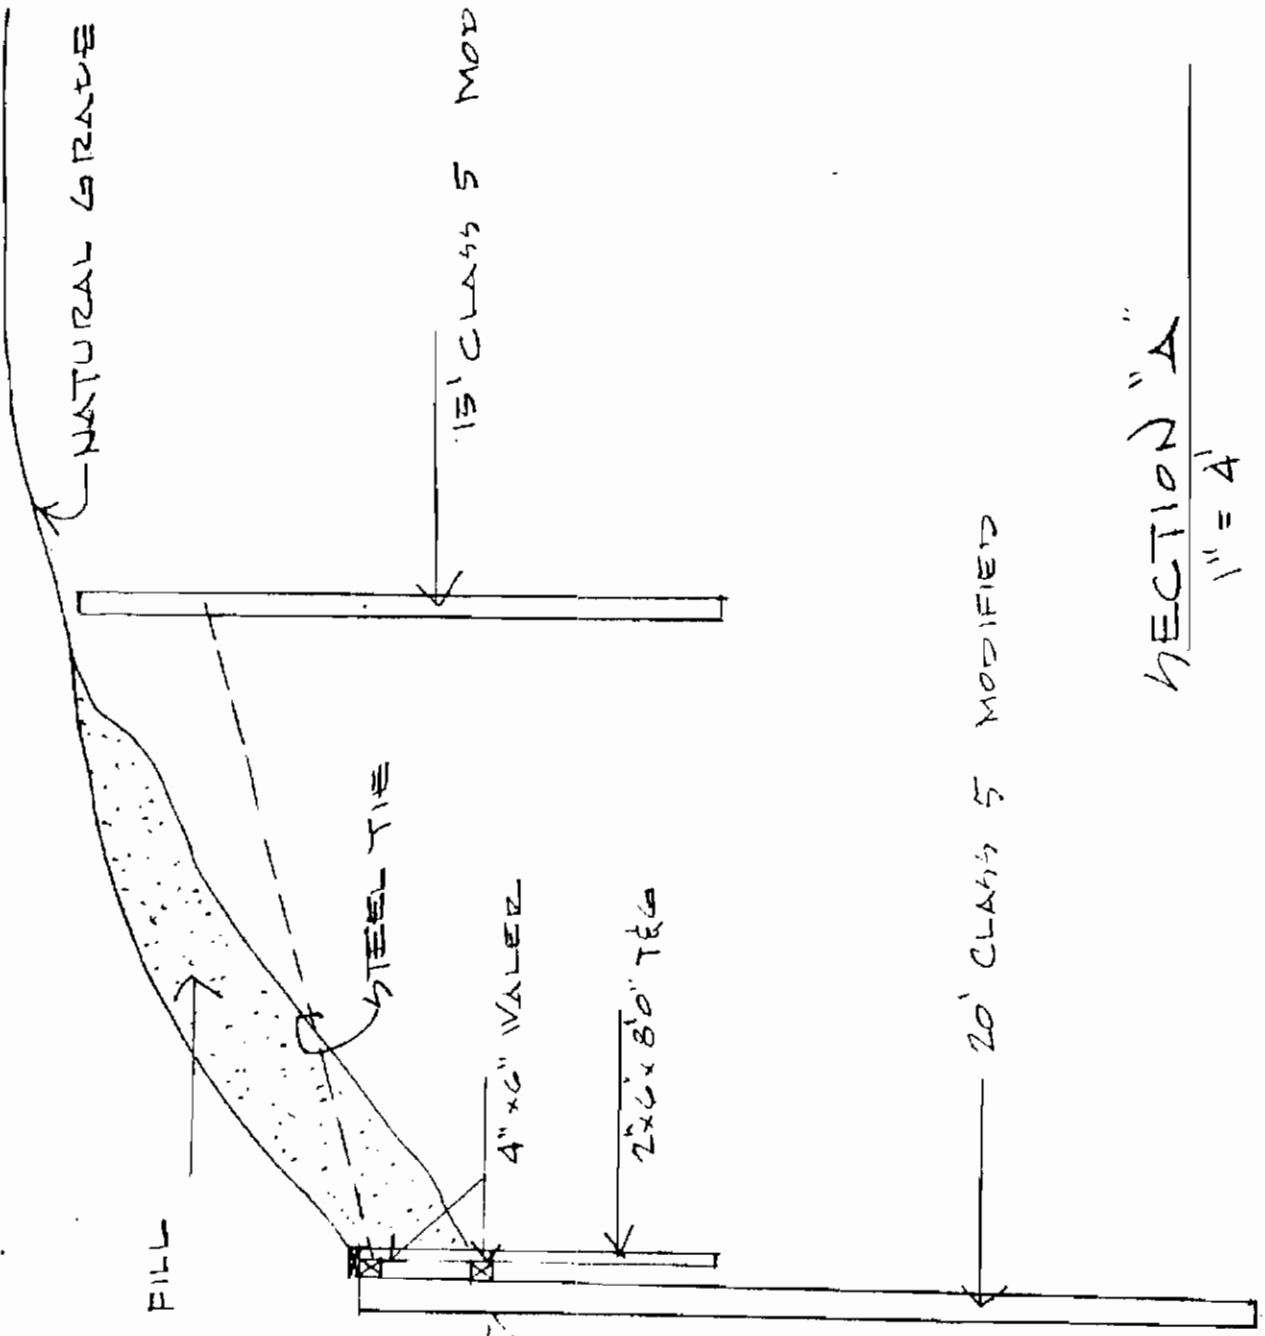 NATURAL GRADE
15' CLASS 5 MOD
FILL
STEEL TIE
4" x 6" WALER
2"x6"x8'0" T&G
20' CLASS 5 MODIFIED
SECTION "A"
1" = 4'